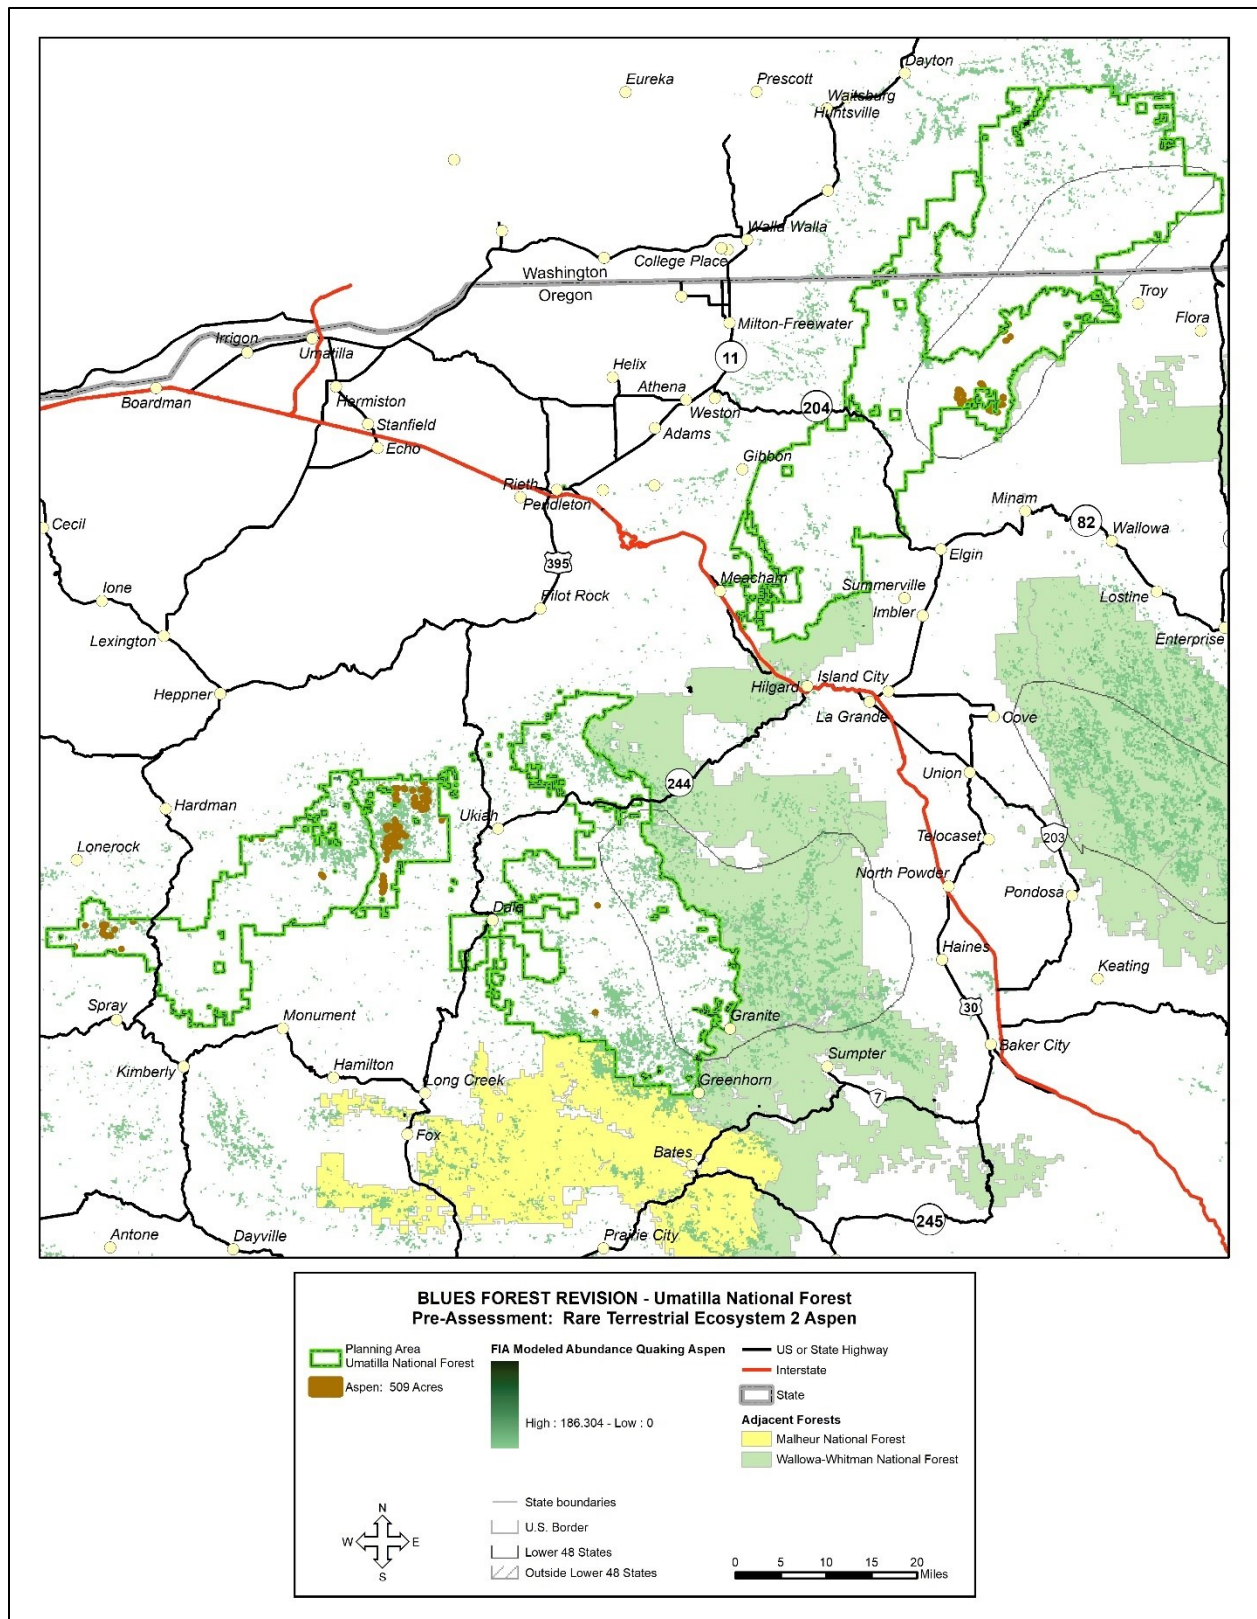 Dayton
Eureka
Prescott
Waitsburg
Huntsville
Walla Walla
College Place
Washington
Oregon
Troy
Flora
Milton-Freewater
Irrigon
Umatilla
11
Helix
Boardman
Hermiston
Athena
Weston
204
Stanfield
Adams
Echo
Gibbon
Rieth
Pendleton
Minam
82
Wallowa
Cecil
Elgin
395
Meacham
Summerville
Ione
Pilot Rock
Imbler
Lostine
Lexington
Enterprise
Heppner
Hilgard
Island City
La Grande
Cove
Union
244
Hardman
Ukiah
Telocaset
203
Lonerock
North Powder
Pondosa
Dale
Haines
Keating
Spray
Monument
Granite
30
Baker City
Kimberly
Hamilton
Long Creek
Sumpter
Greenhorn
7
Fox
Bates
245
Antone
Dayville
Prairie City
BLUES FOREST REVISION - Umatilla National Forest
Pre-Assessment: Rare Terrestrial Ecosystem 2 Aspen
Planning Area
Umatilla National Forest
Aspen: 509 Acres
FIA Modeled Abundance Quaking Aspen
High : 186.304 - Low : 0
US or State Highway
Interstate
State
Adjacent Forests
Malheur National Forest
Wallowa-Whitman National Forest
N
W E
S
State boundaries
U.S. Border
Lower 48 States
Outside Lower 48 States
0 5 10 15 20
Miles